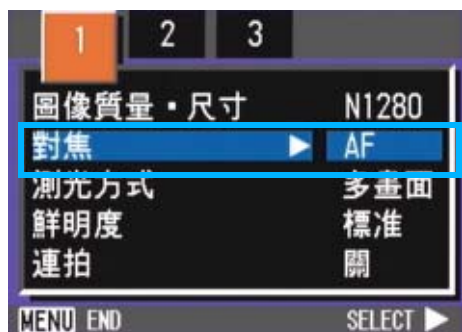 1 2 3
圖像質量・尺寸 N1280
對焦 ▶ AF
測光方式 多畫面
鮮明度 標准
連拍 關
MENU END SELECT ▶